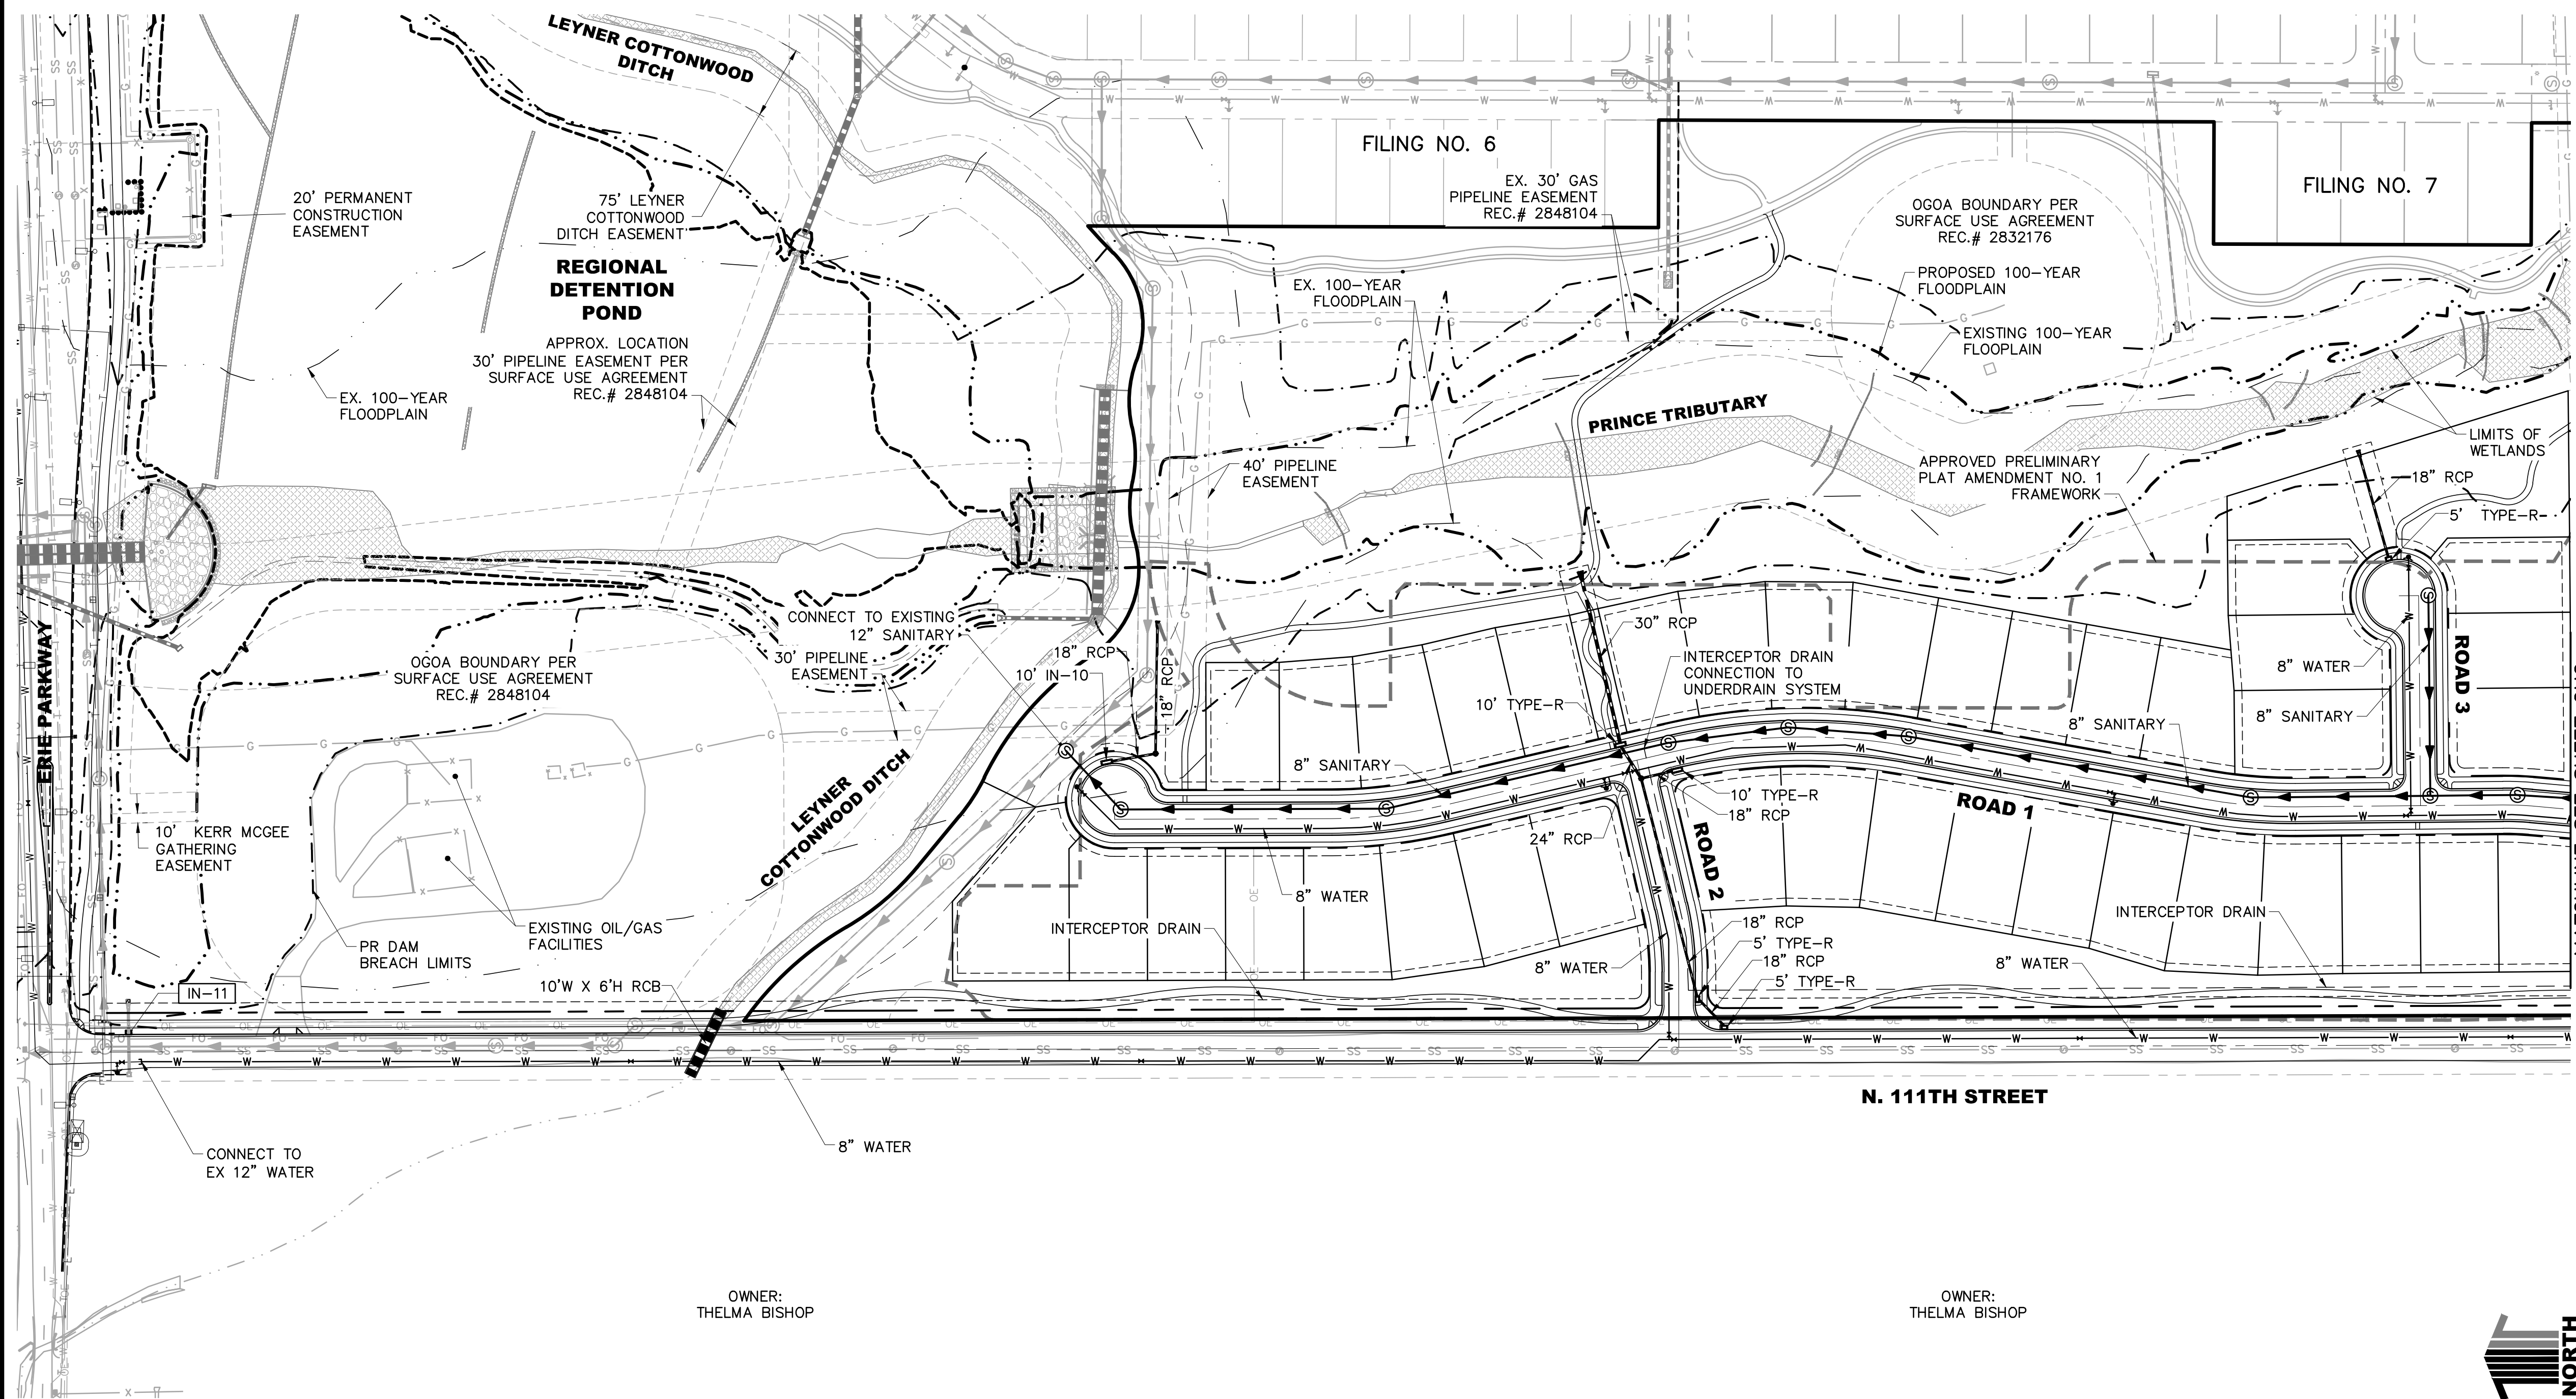 LEYNER COTTONWOOD
DITCH
FILING NO. 6
FILING NO. 7
20' PERMANENT
CONSTRUCTION
EASEMENT
75' LEYNER
COTTONWOOD
DITCH EASEMENT
EX. 30' GAS
PIPELINE EASEMENT
REC.# 2848104
OGOA BOUNDARY PER
SURFACE USE AGREEMENT
REC.# 2832176
REGIONAL
DETENTION
POND
APPROX. LOCATION
30' PIPELINE EASEMENT PER
SURFACE USE AGREEMENT
REC.# 2848104
EX. 100-YEAR
FLOODPLAIN
EX. 100-YEAR
FLOODPLAIN
PROPOSED 100-YEAR
FLOODPLAIN
EXISTING 100-YEAR
FLOOPLAIN
PRINCE TRIBUTARY
40' PIPELINE
EASEMENT
APPROVED PRELIMINARY
PLAT AMENDMENT NO. 1
FRAMEWORK
LIMITS OF
WETLANDS
18" RCP
5' TYPE-R
CONNECT TO EXISTING
12" SANITARY
30' PIPELINE
EASEMENT
18" RCP
10' IN-10
18" RCP
OGOA BOUNDARY PER
SURFACE USE AGREEMENT
REC.# 2848104
ERIE PARKWAY
30" RCP
INTERCEPTOR DRAIN
CONNECTION TO
UNDERDRAIN SYSTEM
10' TYPE-R
8" SANITARY
8" SANITARY
8" WATER
8" SANITARY
ROAD 3
10' TYPE-R
18" RCP
24" RCP
ROAD 2
ROAD 1
LEYNER
COTTONWOOD DITCH
10' KERR MCGEE
GATHERING
EASEMENT
EXISTING OIL/GAS
FACILITIES
PR DAM
BREACH LIMITS
IN-11
10'W X 6'H RCB
8" WATER
INTERCEPTOR DRAIN
8" WATER
18" RCP
5' TYPE-R
18" RCP
5' TYPE-R
8" WATER
INTERCEPTOR DRAIN
N. 111TH STREET
CONNECT TO
EX 12" WATER
8" WATER
OWNER:
THELMA BISHOP
OWNER:
THELMA BISHOP
NORTH